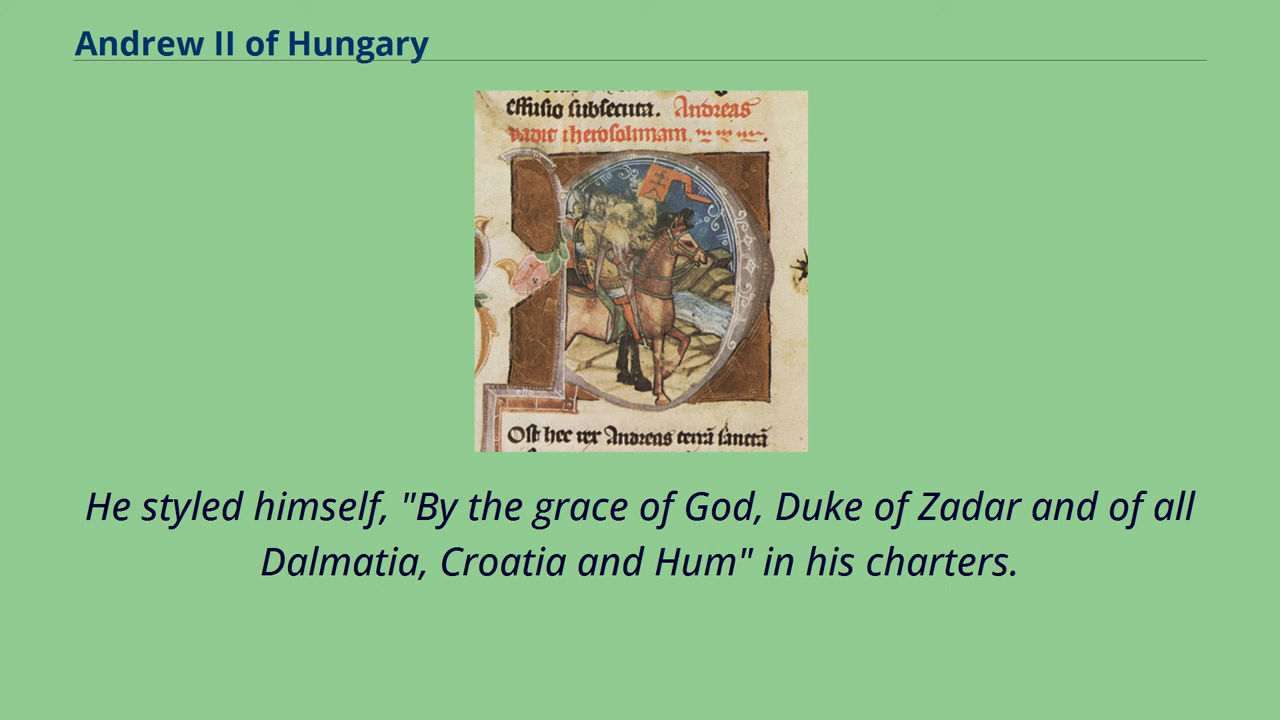 Andrew II of Hungary
effusio subsecuta. Andreas
vadit iherosolimam.
Ost hec rex Andreas terrā sanctā
He styled himself, "By the grace of God, Duke of Zadar and of all
Dalmatia, Croatia and Hum" in his charters.